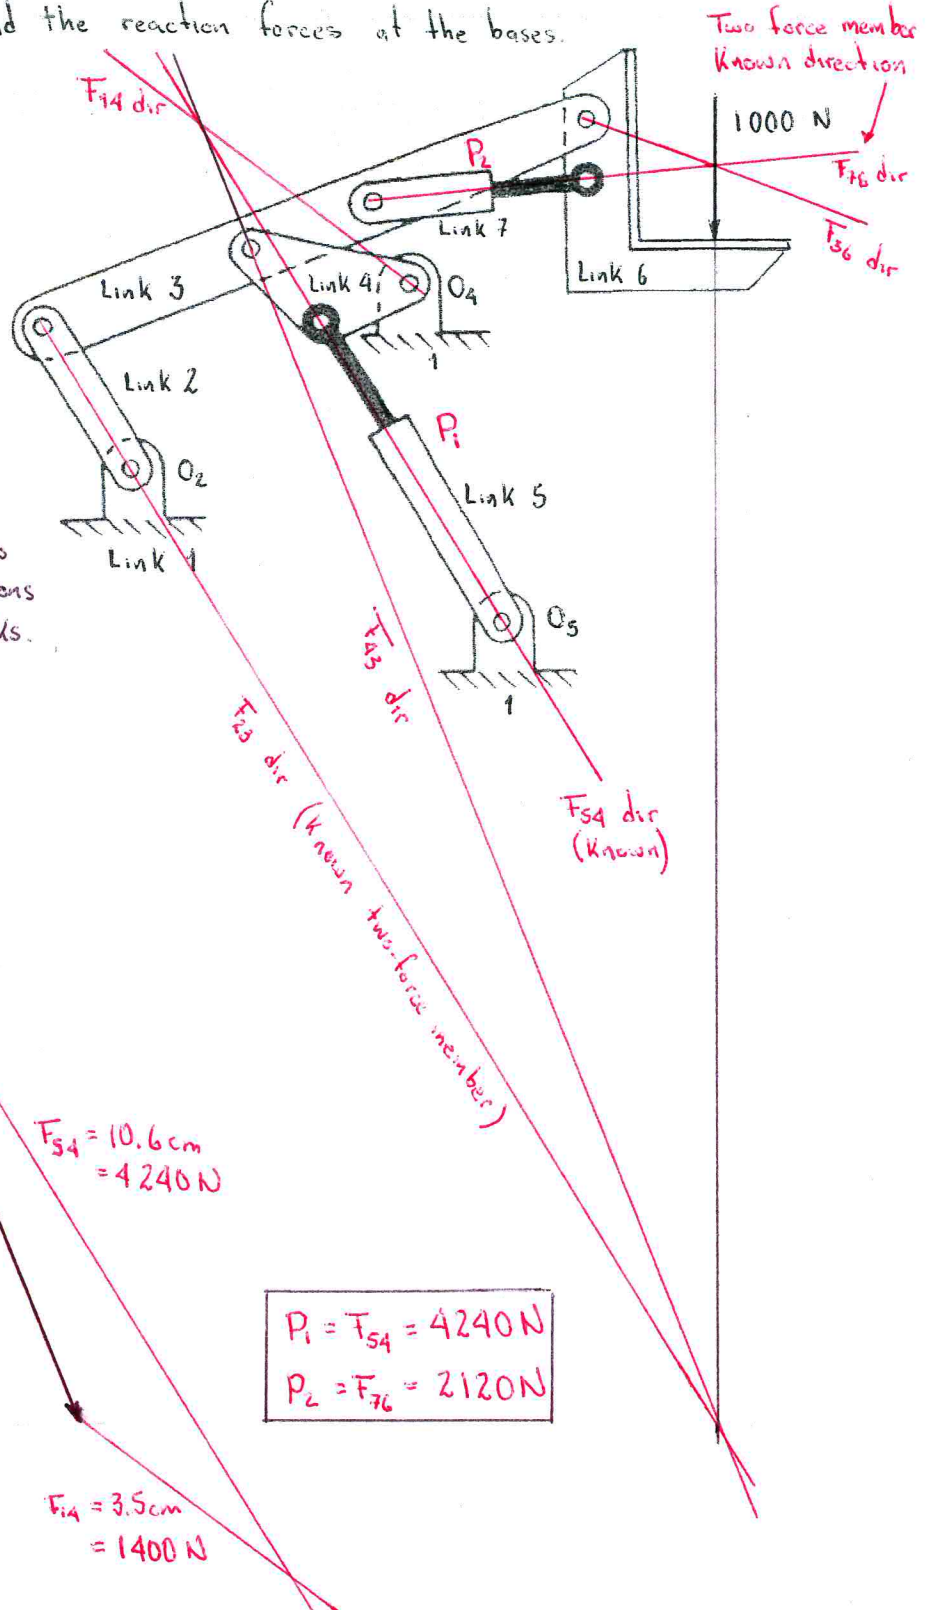 the reaction forces at the bases.
Two force member
Known direction
F14 dir
1000 N
P2
F76 dir
Link 7
F36 dir
Link 3
Link 4
O4
Link 6
1
Link 2
P1
O2
Link 5
Link 1
O5
F43 dir
1
F23 dir (Known two-force member)
F54 dir
(Known)
F54 = 10.6 cm
= 4240 N
P1 = F54 = 4240 N
P2 = F76 = 2120 N
F14 = 3.5 cm
= 1400 N